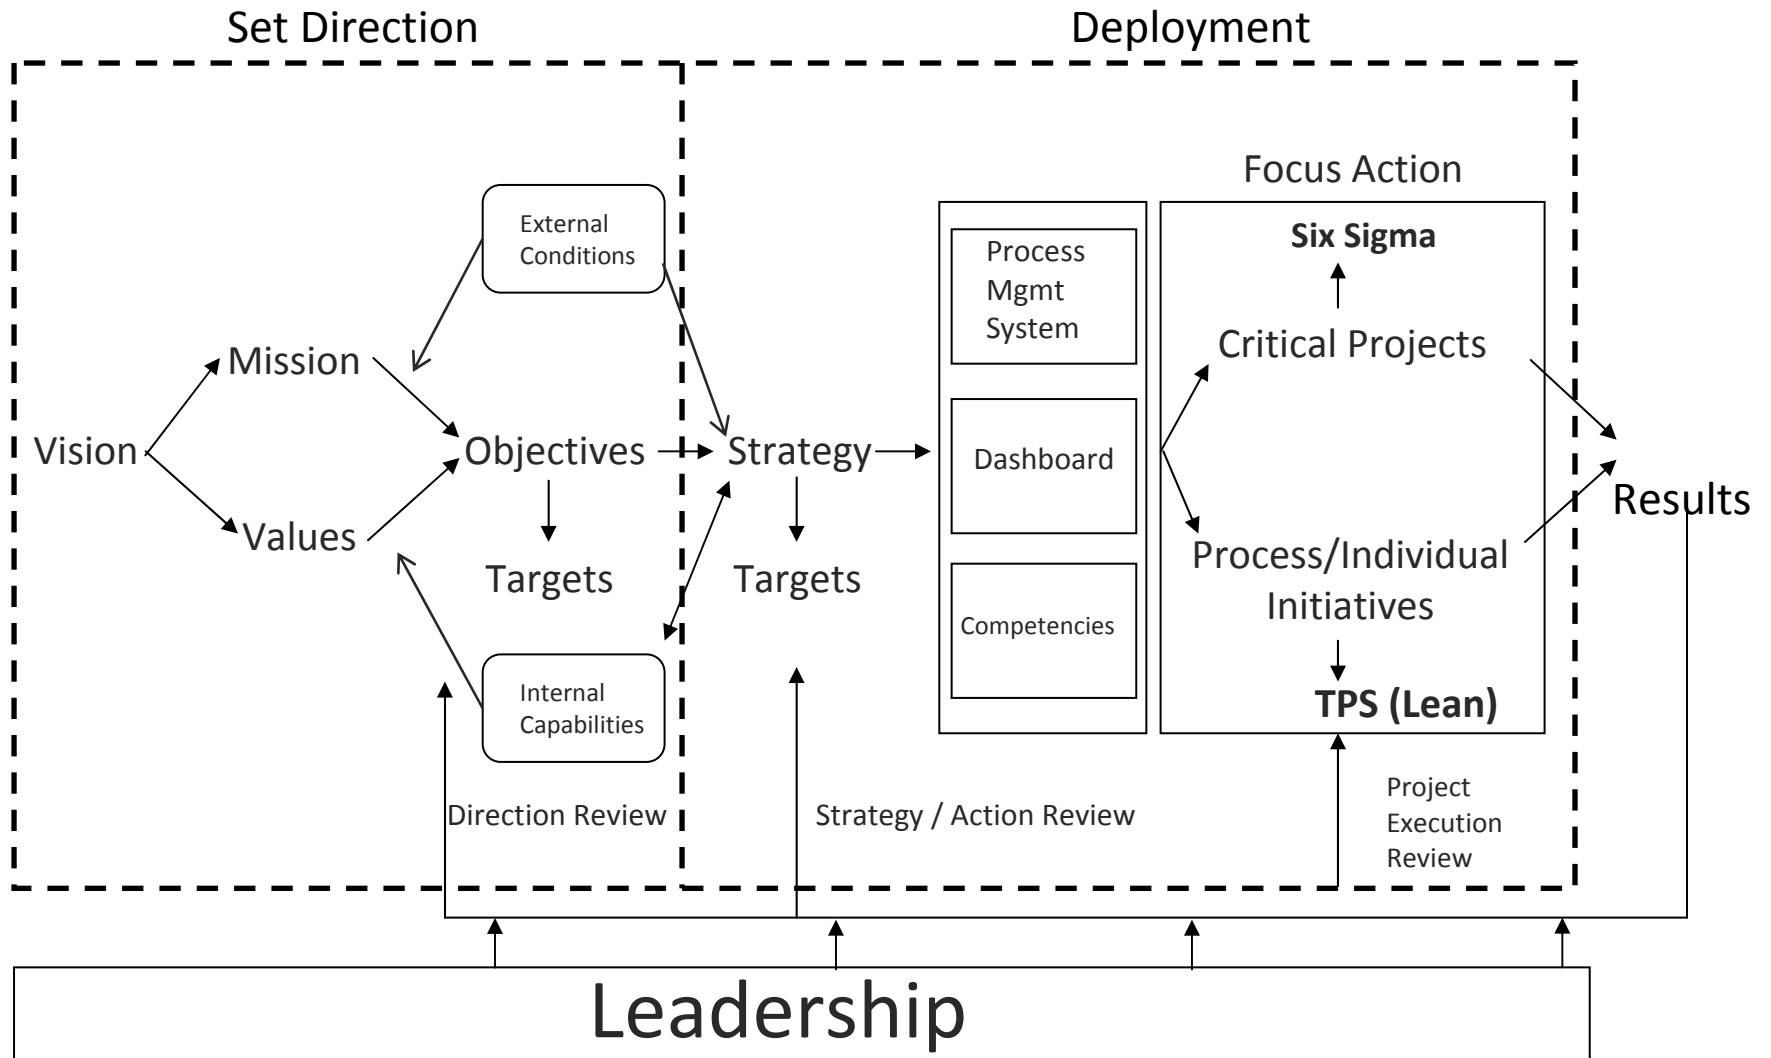 Set Direction
Deployment
Focus Action
External
Conditions
Process
Mgmt
System
Six Sigma
Critical Projects
Mission
Vision
Objectives
Strategy
Dashboard
Results
Values
Targets
Targets
Process/Individual
Initiatives
Competencies
Internal
Capabilities
TPS (Lean)
Direction Review
Strategy / Action Review
Project
Execution
Review
Leadership